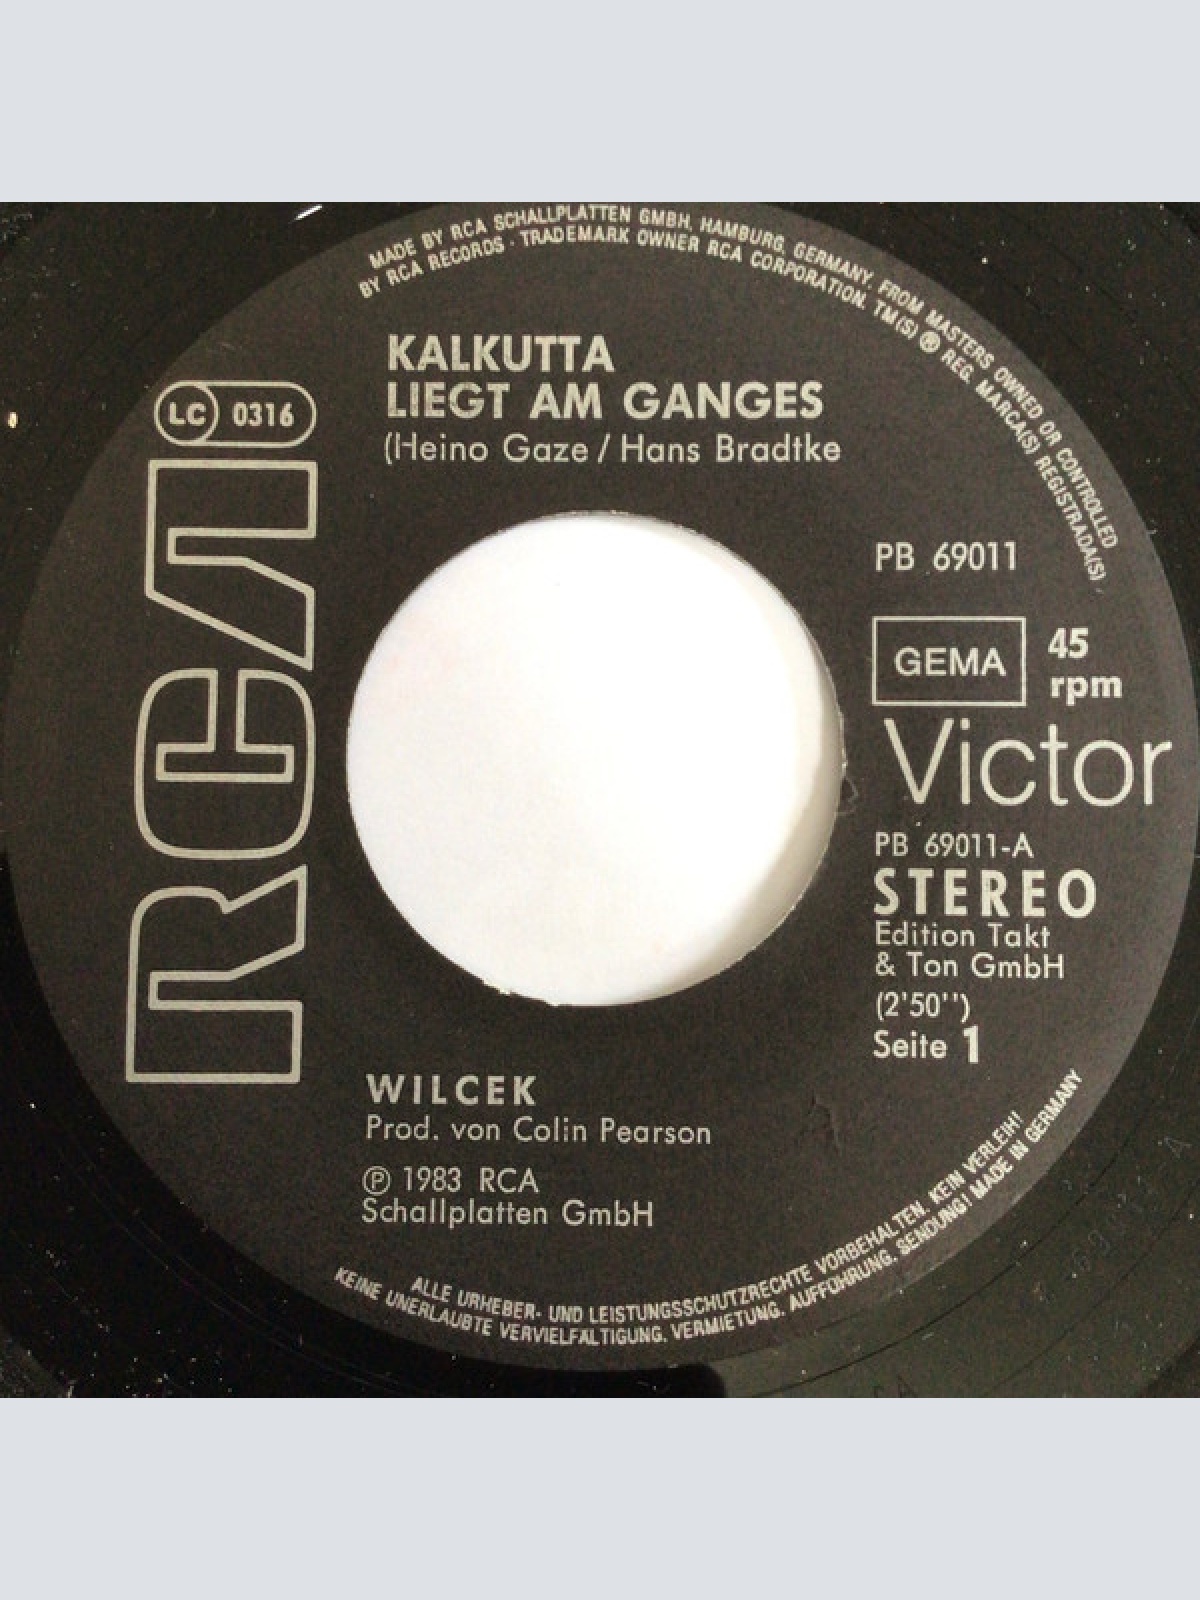 MADE BY RCA SCHALLPLATTEN GMBH, HAMBURG, GERMANY, FROM MASTERS OWNED OR CONTROLLED
BY RCA RECORDS · TRADEMARK OWNER RCA CORPORATION. TM(S) ® REG. MARCA(S) REGISTRADA(S)
KALKUTTA
LIEGT AM GANGES
(Heino Gaze / Hans Bradtke
LC 0316
RCA
PB 69011
GEMA
45
rpm
Victor
PB 69011-A
STEREO
Edition Takt
& Ton GmbH
(2'50'')
Seite 1
WILCEK
Prod. von Colin Pearson
℗ 1983 RCA
Schallplatten GmbH
ALLE URHEBER- UND LEISTUNGSSCHUTZRECHTE VORBEHALTEN. KEIN VERLEIH!
KEINE UNERLAUBTE VERVIELFÄLTIGUNG, VERMIETUNG, AUFFÜHRUNG, SENDUNG! MADE IN GERMANY